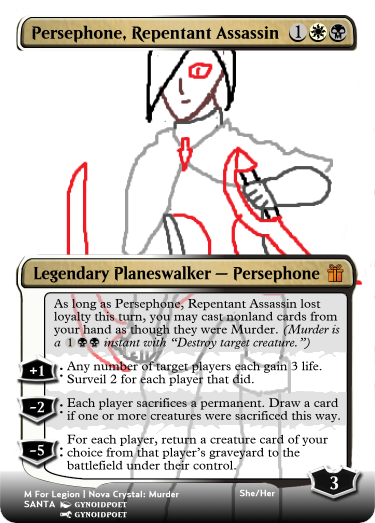 Persephone, Repentant Assassin 1
Legendary Planeswalker — Persephone
As long as Persephone, Repentant Assassin lost
loyalty this turn, you may cast nonland cards from
your hand as though they were Murder. (Murder is
a 1 instant with “Destroy target creature.”)
+1: Any number of target players each gain 3 life.
Surveil 2 for each player that did.
-2: Each player sacrifices a permanent. Draw a card
if one or more creatures were sacrificed this way.
-5: For each player, return a creature card of your
choice from that player's graveyard to the
battlefield under their control.
3
M For Legion | Nova Crystal: Murder She/Her
SANTA GYNOIDPOET
GYNOIDPOET